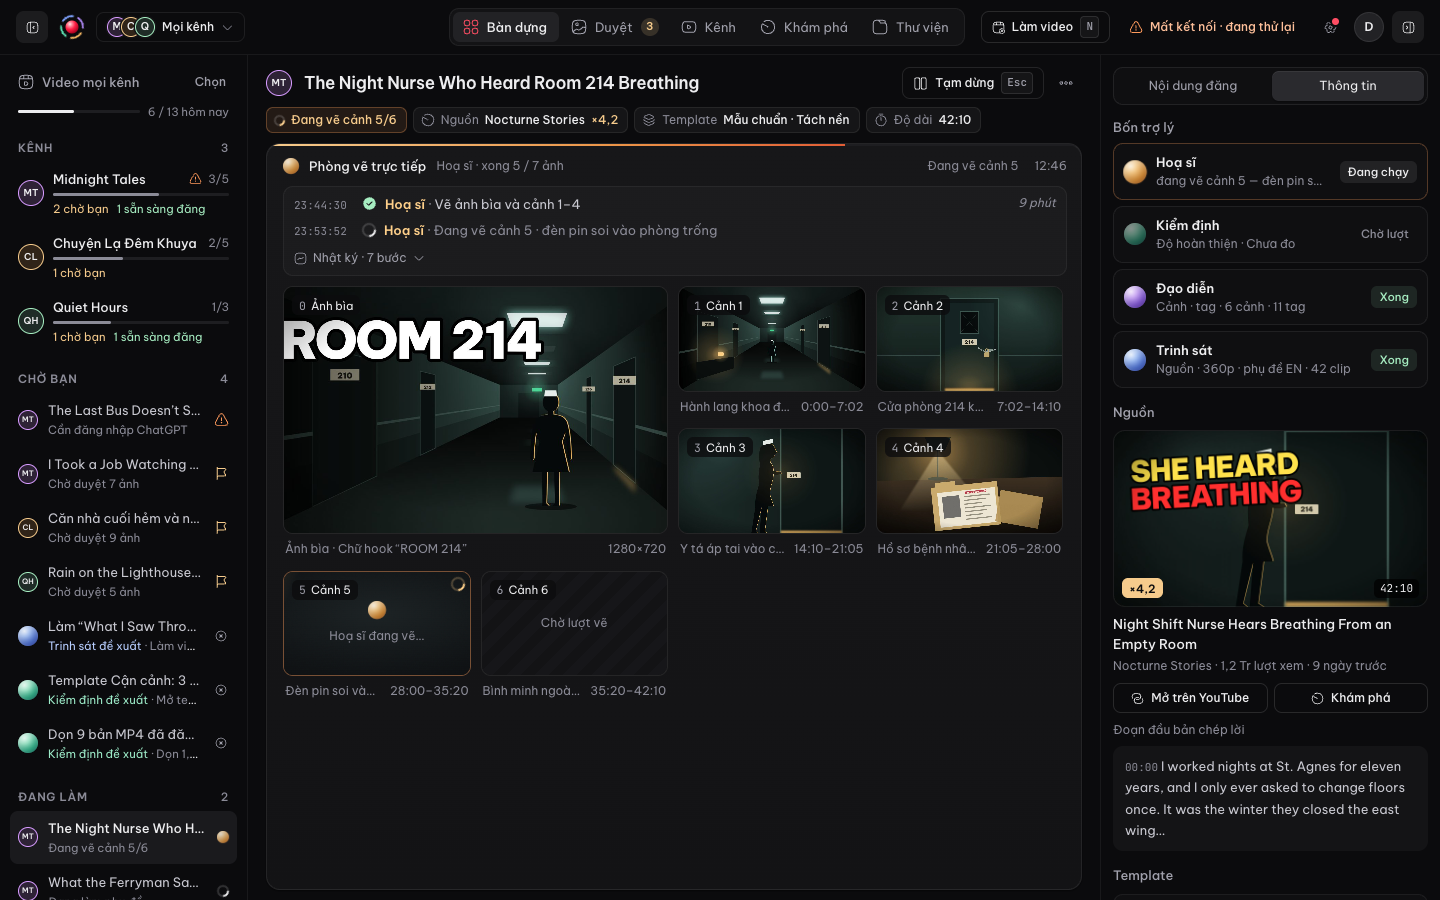 M C Q Mọi kênh
Bàn dựng
Duyệt 3
Kênh
Khám phá
Thư viện
Làm video N
Mất kết nối · đang thử lại
D
Video mọi kênh Chọn
6 / 13 hôm nay
KÊNH 3
MT Midnight Tales 3/5
2 chờ bạn 1 sẵn sàng đăng
CL Chuyện Lạ Đêm Khuya 2/5
1 chờ bạn
QH Quiet Hours 1/3
1 chờ bạn 1 sẵn sàng đăng
CHỜ BẠN 4
MT The Last Bus Doesn't S...
Cần đăng nhập ChatGPT
MT I Took a Job Watching ...
Chờ duyệt 7 ảnh
CL Căn nhà cuối hẻm và n...
Chờ duyệt 9 ảnh
QH Rain on the Lighthouse...
Chờ duyệt 5 ảnh
Làm “What I Saw Thro...
Trinh sát đề xuất · Làm vi...
Template Cận cảnh: 3 ...
Kiểm định đề xuất · Mở te...
Dọn 9 bản MP4 đã đă...
Kiểm định đề xuất · Dọn 1,...
ĐANG LÀM 2
MT The Night Nurse Who H...
Đang vẽ cảnh 5/6
MT What the Ferryman Sa...
MT The Night Nurse Who Heard Room 214 Breathing
Tạm dừng Esc
Đang vẽ cảnh 5/6
Nguồn Nocturne Stories ×4,2
Template Mẫu chuẩn · Tách nền
Độ dài 42:10
Phòng vẽ trực tiếp Hoạ sĩ · xong 5 / 7 ảnh Đang vẽ cảnh 5 12:46
23:44:30 Hoạ sĩ · Vẽ ảnh bìa và cảnh 1–4 9 phút
23:53:52 Hoạ sĩ · Đang vẽ cảnh 5 · đèn pin soi vào phòng trống
Nhật ký · 7 bước
0 Ảnh bìa
ROOM 214
210
214
Ảnh bìa · Chữ hook “ROOM 214” 1280×720
1 Cảnh 1
Hành lang khoa đ... 0:00–7:02
2 Cảnh 2
214
Cửa phòng 214 k... 7:02–14:10
3 Cảnh 3
214
Y tá áp tai vào c... 14:10–21:05
4 Cảnh 4
Hồ sơ bệnh nhâ... 21:05–28:00
5 Cảnh 5
Hoạ sĩ đang vẽ...
Đèn pin soi và... 28:00–35:20
6 Cảnh 6
Chờ lượt vẽ
Bình minh ngoà... 35:20–42:10
Nội dung đăng
Thông tin
Bốn trợ lý
Hoạ sĩ
đang vẽ cảnh 5 — đèn pin s...
Đang chạy
Kiểm định
Độ hoàn thiện · Chưa đo
Chờ lượt
Đạo diễn
Cảnh · tag · 6 cảnh · 11 tag
Xong
Trinh sát
Nguồn · 360p · phụ đề EN · 42 clip
Xong
Nguồn
SHE HEARD
BREATHING
214
×4,2
42:10
Night Shift Nurse Hears Breathing From an
Empty Room
Nocturne Stories · 1,2 Tr lượt xem · 9 ngày trước
Mở trên YouTube
Khám phá
Đoạn đầu bản chép lời
00:00 I worked nights at St. Agnes for eleven
years, and I only ever asked to change floors
once. It was the winter they closed the east
wing...
Template